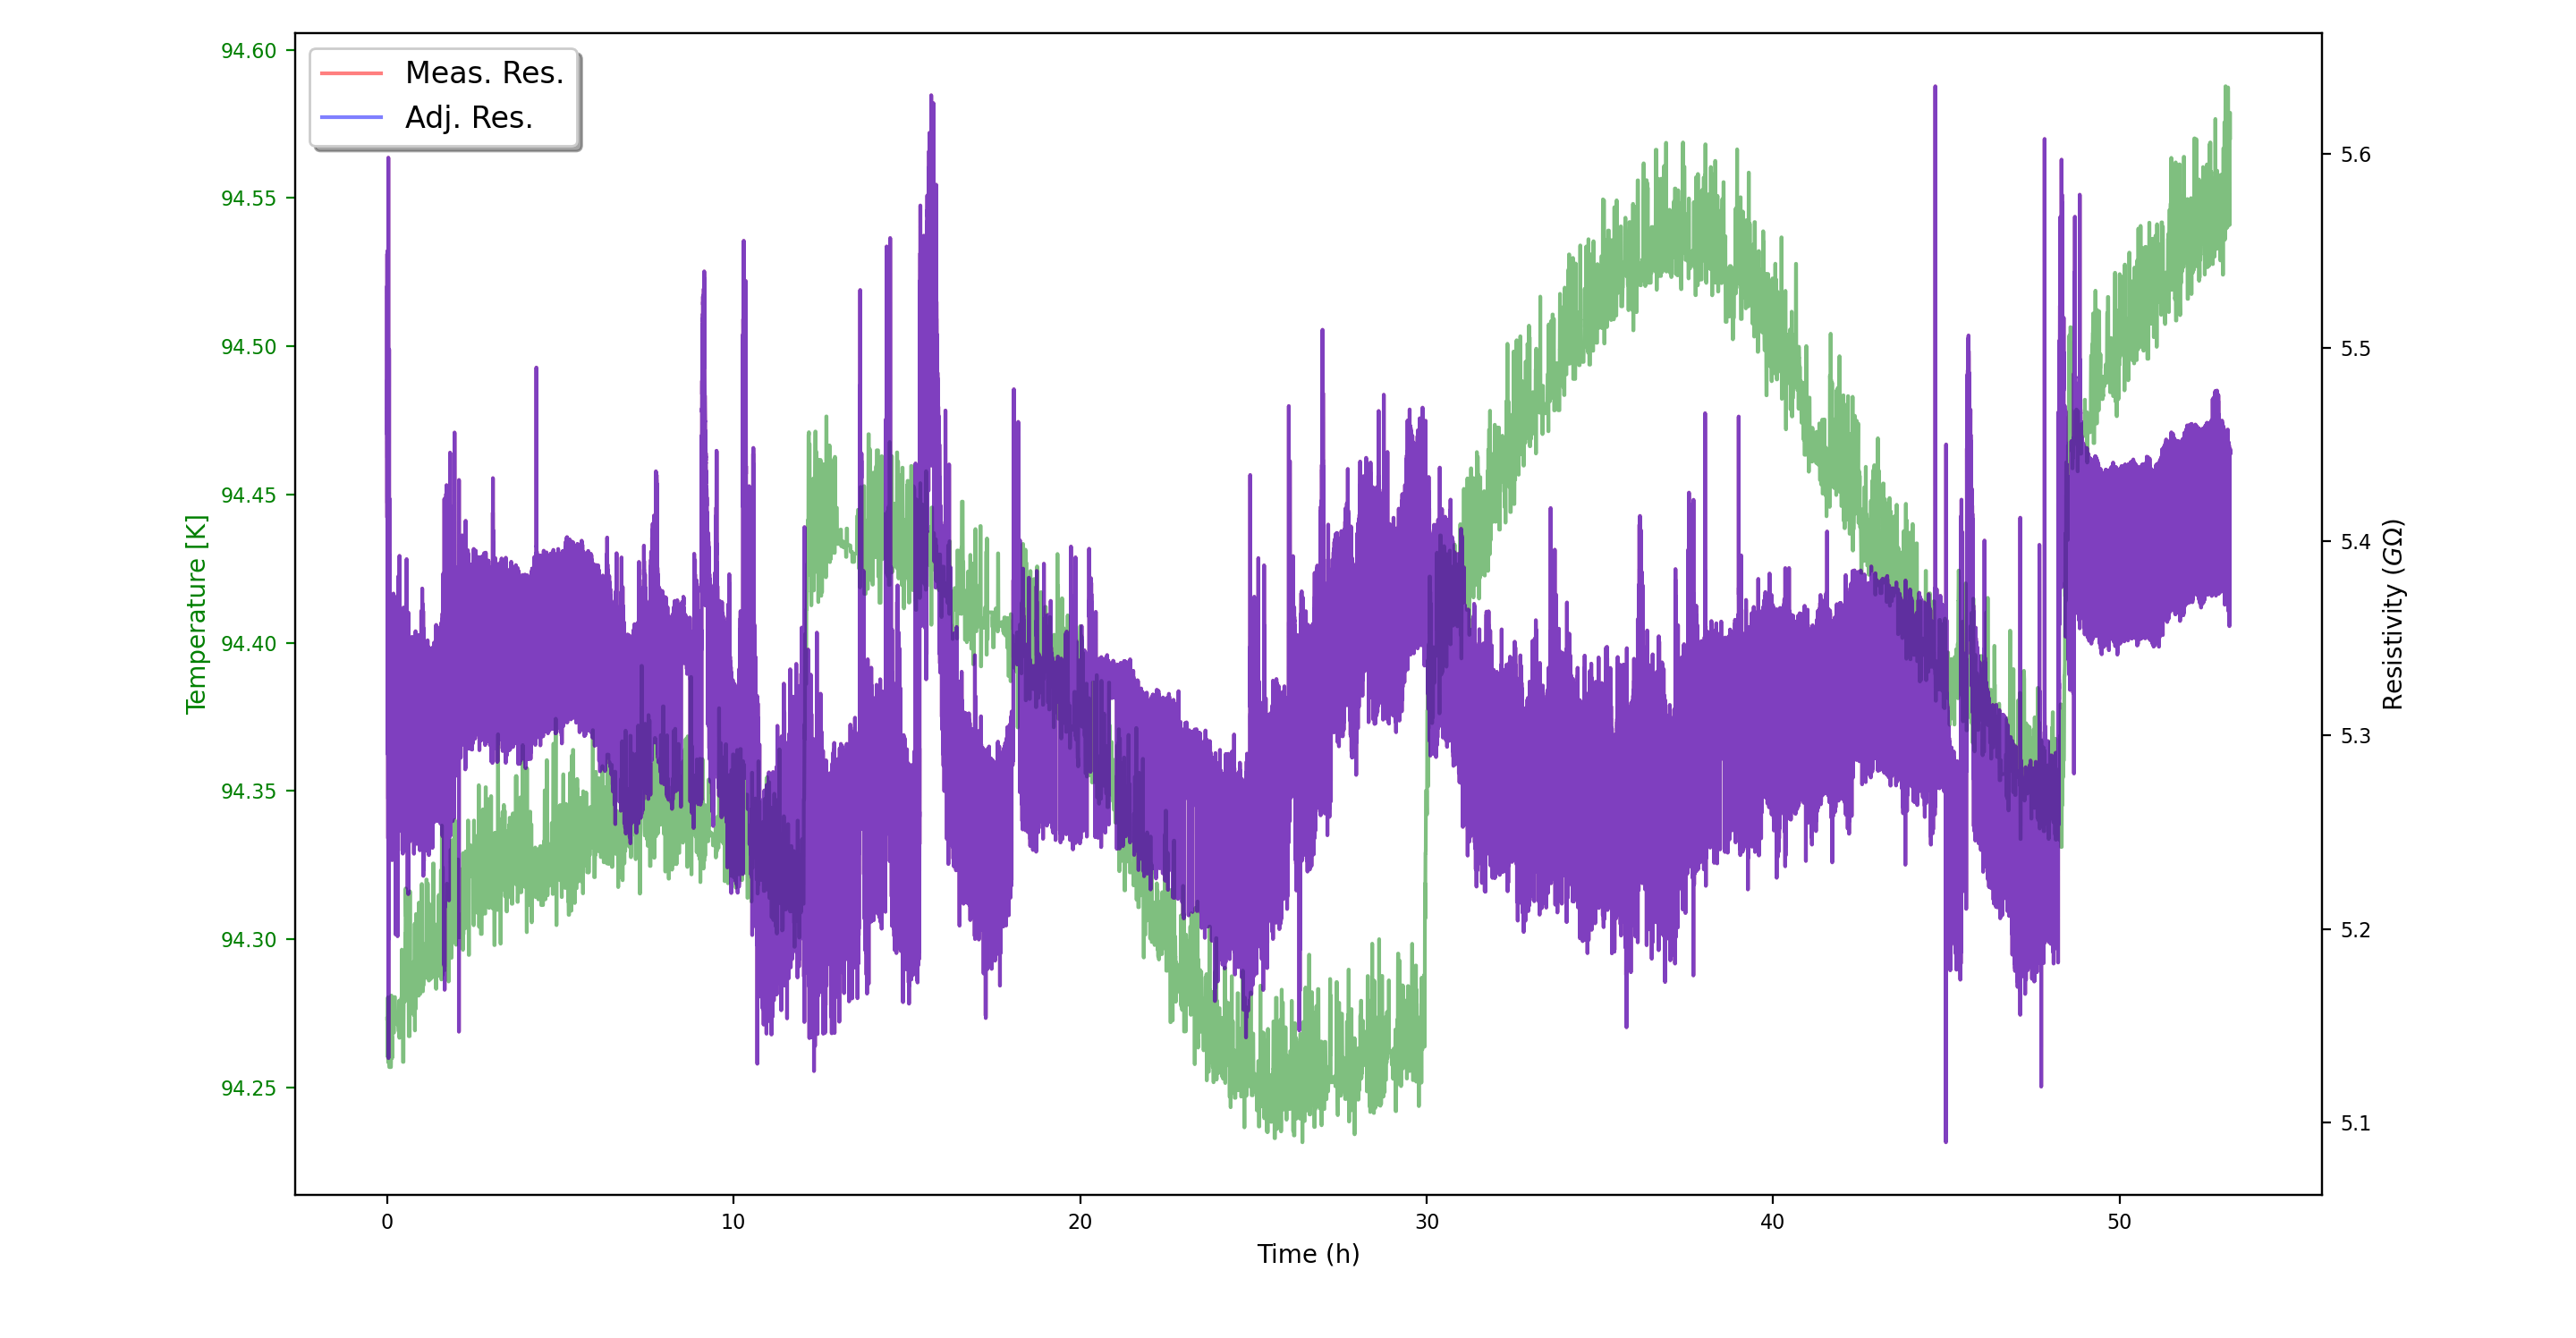 Meas. Res.
Adj. Res.
94.60
94.55
94.50
94.45
94.40
94.35
94.30
94.25
Temperature [K]
5.6
5.5
5.4
5.3
5.2
5.1
Resistivity (GΩ)
0 10 20 30 40 50
Time (h)